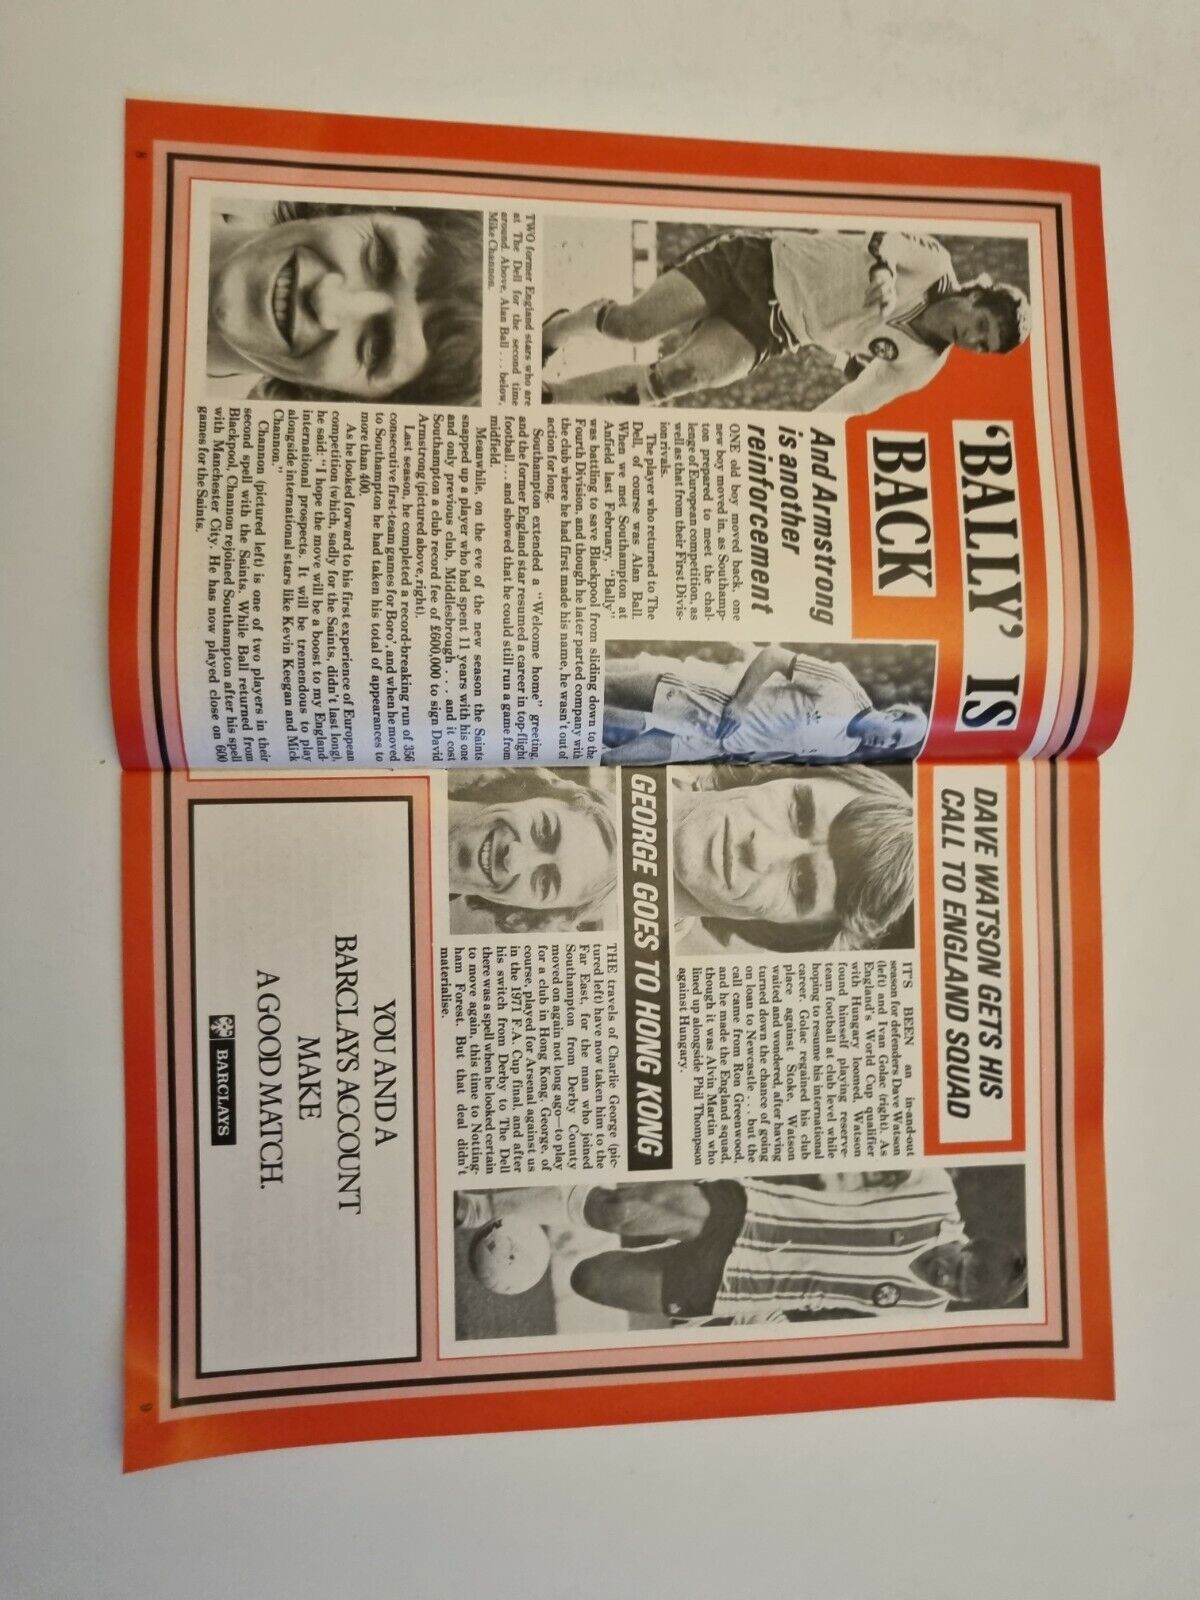 'BALLY' IS
BACK
And Armstrong
is another
reinforcement
ONE old boy moved back, one
new boy moved in, as Southamp-
ton prepared to meet the chal-
lenge of European competition, as
well as that from their First Divis-
ion rivals.
The player who returned to The
Dell, of course was Alan Ball.
When we met Southampton at
Anfield last February, "Bally"
was battling to save Blackpool from sliding down to the
Fourth Division, and though he later parted company with
the club where he had first made his name, he wasn't out of
action for long.
Southampton extended a "Welcome home" greeting,
and the former England star resumed a career in top-flight
football . . . and showed that he could still run a game from
midfield.
Meanwhile, on the eve of the new season the Saints
snapped up a player who had spent 11 years with his one
and only previous club, Middlesbrough . . . and it cost
Southampton a club record fee of £600,000 to sign David
Armstrong (pictured above, right).
Last season, he completed a record-breaking run of 356
consecutive first-team games for Boro', and when he moved
to Southampton he had taken his total of appearances to
more than 400.
As he looked forward to his first experience of European
competition (which, sadly for the Saints, didn't last long),
he said: "I hope the move will be a boost to my England-
international prospects. It will be tremendous to play
alongside international stars like Kevin Keegan and Mick
Channon."
Channon (pictured left) is one of two players in their
second spell with the Saints. While Ball returned from
Blackpool, Channon rejoined Southampton after his spell
with Manchester City. He has now played close on 600
games for the Saints.
TWO former England stars who are
at The Dell for the second time
around. Above, Alan Ball . . . below,
Mike Channon.
8
DAVE WATSON GETS HIS
CALL TO ENGLAND SQUAD
IT'S BEEN an in-and-out
season for defenders Dave Watson
(left) and Ivan Golac (right). As
England's World Cup qualifier
with Hungary loomed, Watson
found himself playing reserve-
team football at club level while
hoping to resume his international
career. Golac regained his club
place against Stoke, Watson
waited and wondered, after having
turned down the chance of going
on loan to Newcastle . . . but the
call came from Ron Greenwood,
and he made the England squad,
though it was Alvin Martin who
lined up alongside Phil Thompson
against Hungary.
GEORGE GOES TO HONG KONG
THE travels of Charlie George (pic-
tured left) have now taken him to the
Far East, for the man who joined
Southampton from Derby County
moved on again not long ago—to play
for a club in Hong Kong. George, of
course, played for Arsenal against us
in the 1971 F.A. Cup final, and after
his switch from Derby to The Dell
there was a spell when he looked certain
to move again, this time to Notting-
ham Forest. But that deal didn't
materialise.
YOU AND A
BARCLAYS ACCOUNT
MAKE
A GOOD MATCH.
BARCLAYS
9